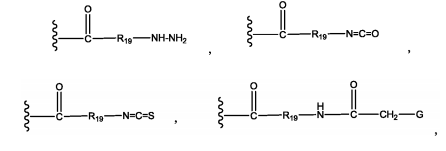 O O
C—R₁₉—NH-NH₂ , C—R₁₉—N=C=O ,
O O H O
C—R₁₉—N=C=S , C—R₁₉—N—C—CH₂—G ,